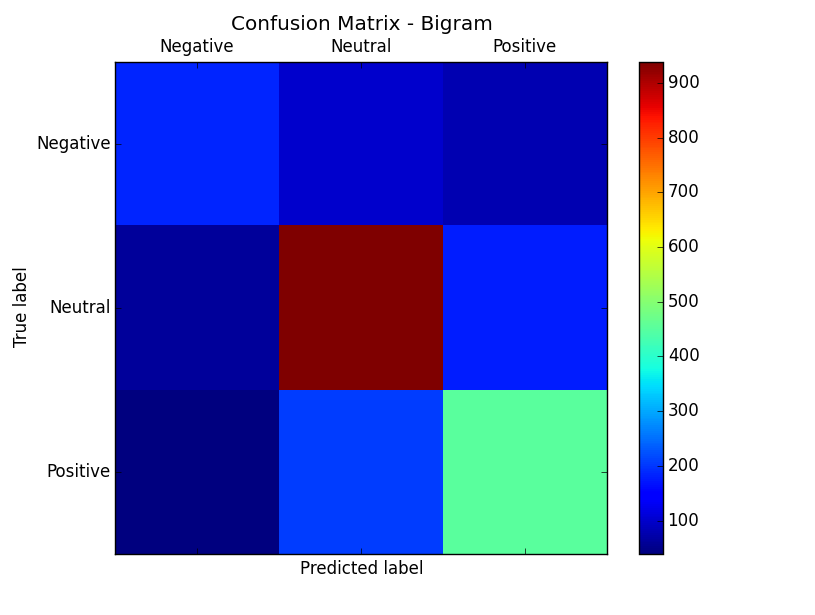 Confusion Matrix - Bigram
Negative Neutral Positive
Negative
Neutral
Positive
True label
Predicted label
900
800
700
600
500
400
300
200
100